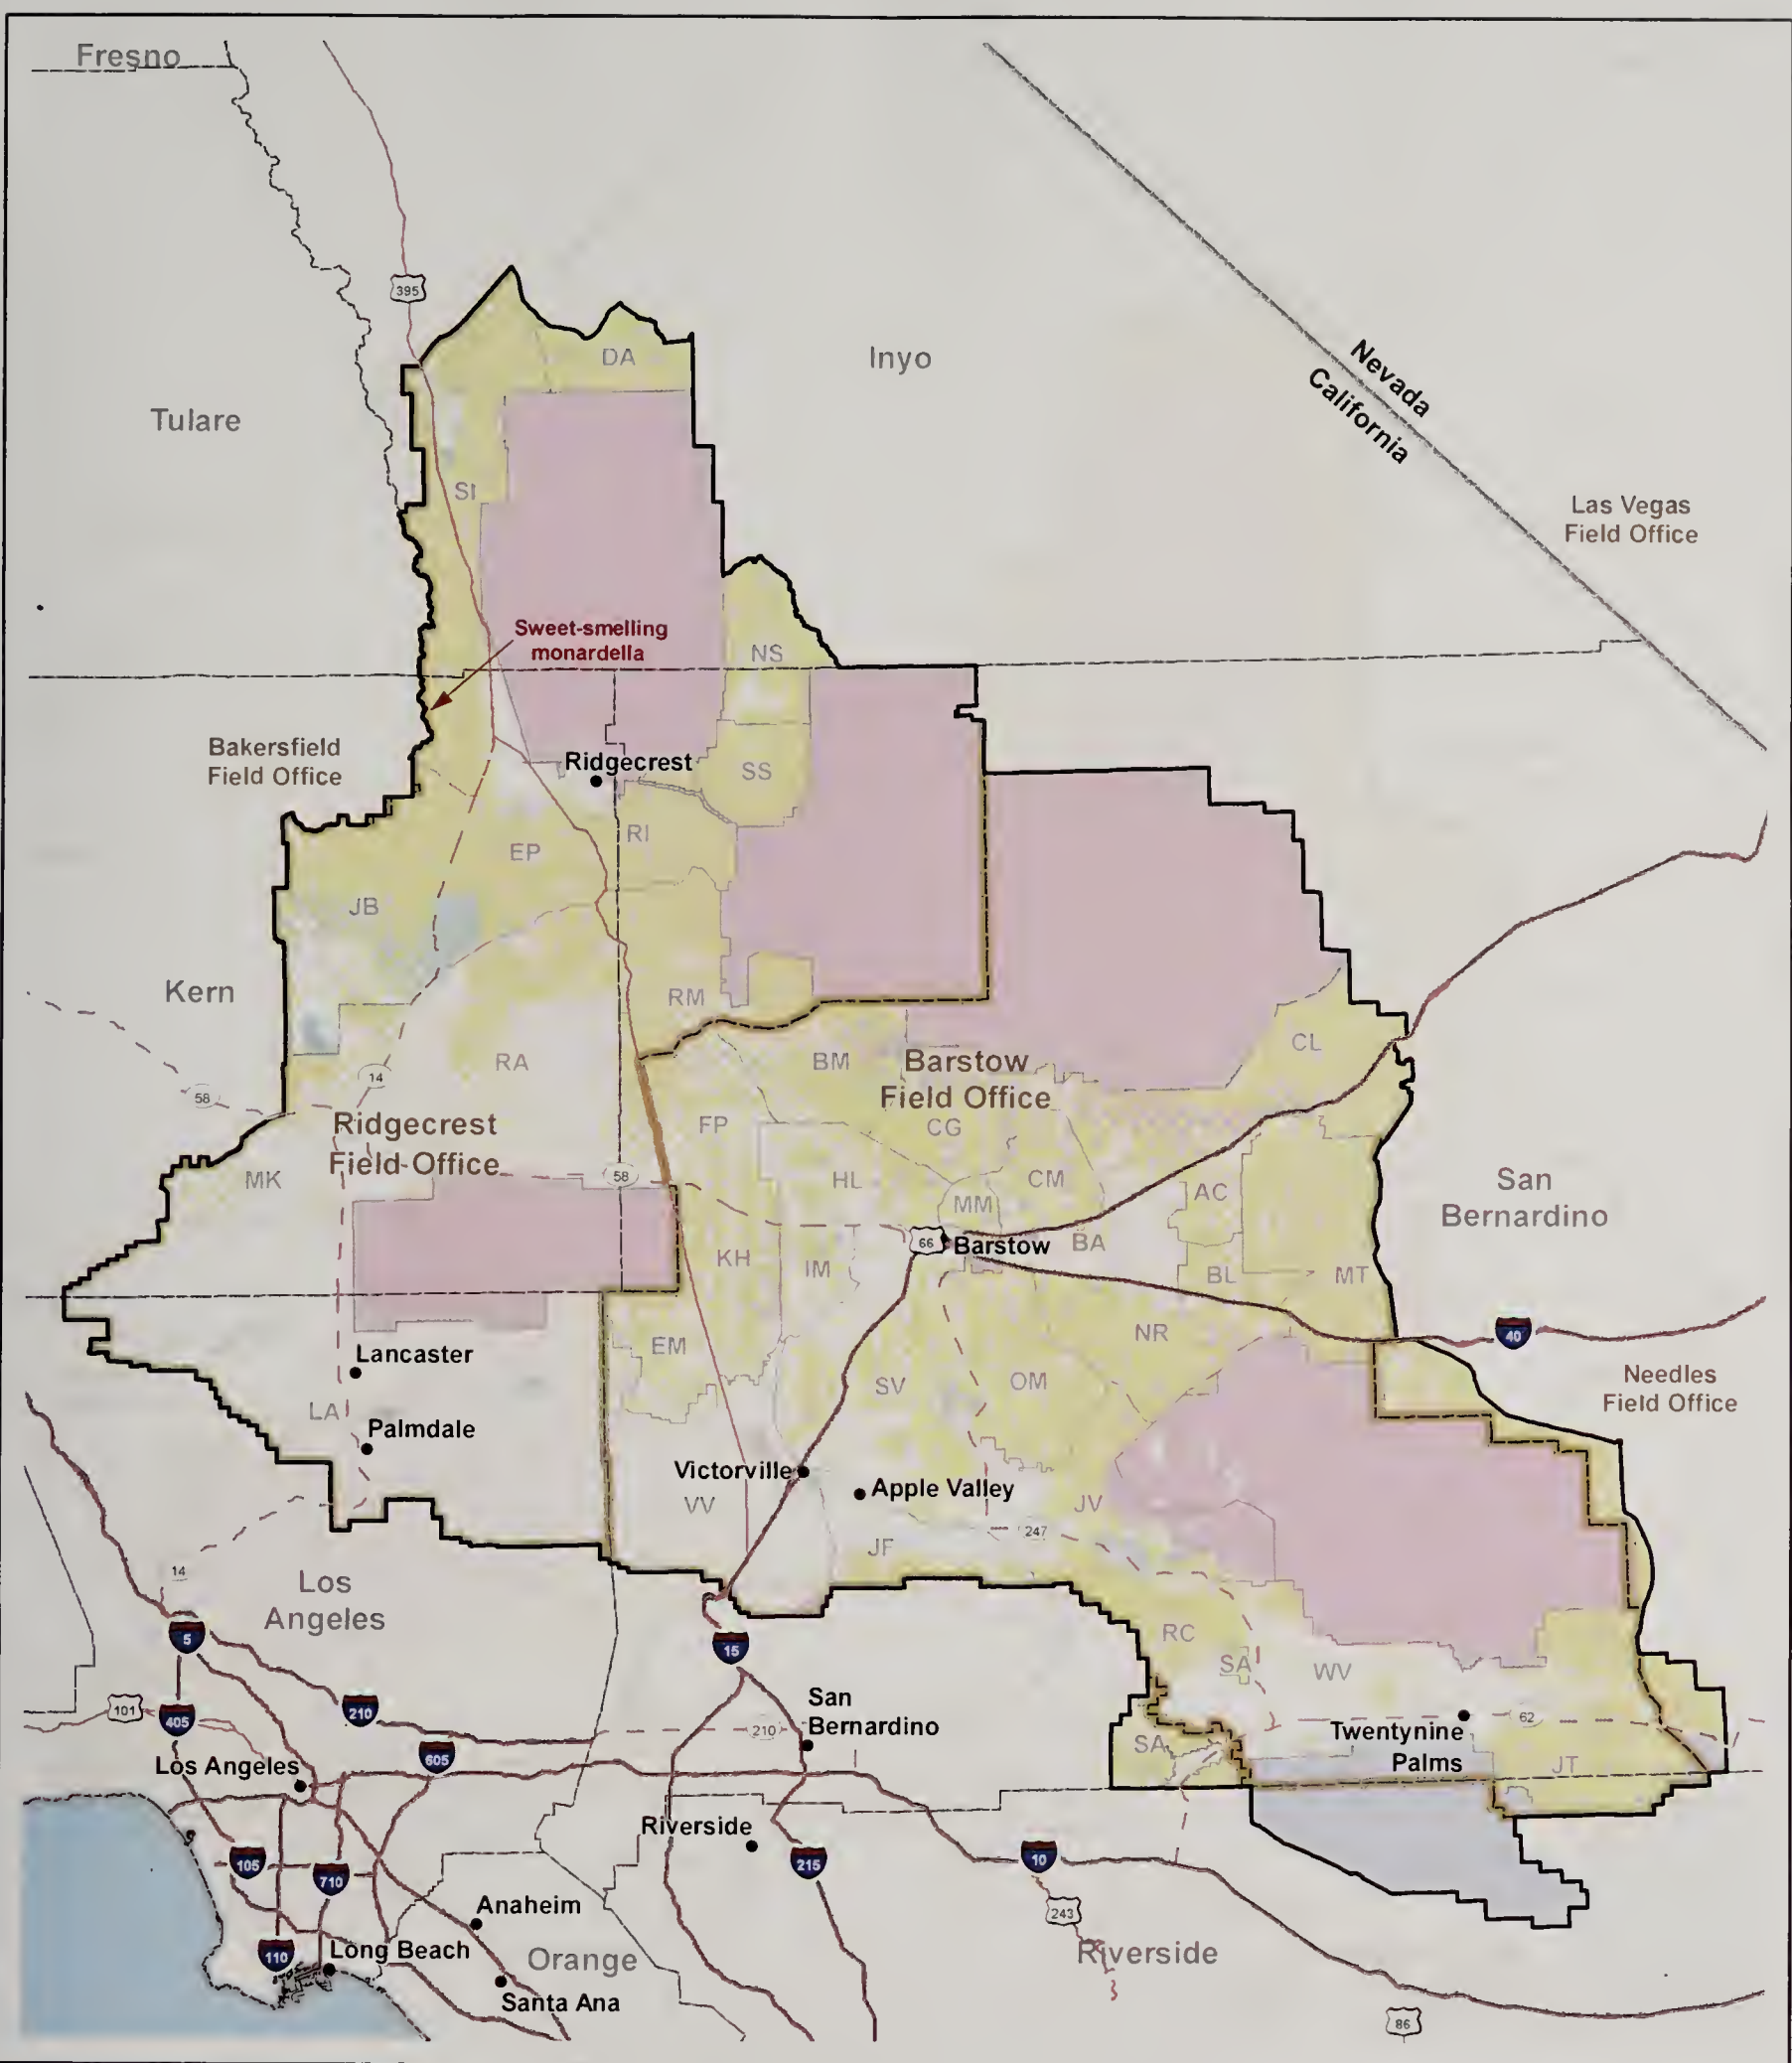 Fresno
395
DA
Inyo
Nevada
California
Tulare
SI
Las Vegas
Field Office
Sweet-smelling
monardella
NS
Bakersfield
Field Office
Ridgecrest
SS
RI
EP
JB
Kern
RM
CL
RA
BM
Barstow
Field Office
14
58
Ridgecrest
Field Office
FP
CG
MK
58
HL
CM
MM
AC
San
Bernardino
66
Barstow
BA
KH
IM
BL
MT
EM
NR
40
Lancaster
SV
OM
Needles
Field Office
LA
Palmdale
Victorville
Apple Valley
VV
JV
247
JF
14
Los
Angeles
5
15
RC
SA
WV
101
405
210
San
Bernardino
210
Twentynine
Palms
62
605
SA
JT
Los Angeles
Riverside
105
710
215
10
Anaheim
243
110
Long Beach
Orange
Riverside
Santa Ana
86